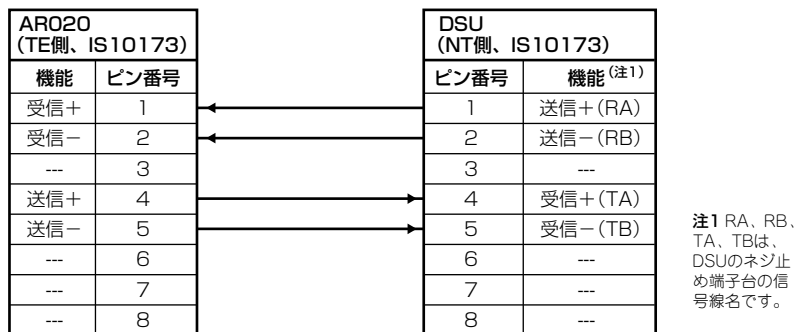 AR020
（TE側、IS10173）
DSU
（NT側、IS10173）
機能 ピン番号 ピン番号 機能（注1）
受信＋ 1 1 送信＋（RA）
受信－ 2 2 送信－（RB）
--- 3 3 ---
送信＋ 4 4 受信＋（TA）
送信－ 5 5 受信－（TB）
--- 6 6 ---
--- 7 7 ---
--- 8 8 ---
注1 RA、RB、
TA、TBは、
DSUのネジ止
め端子台の信
号線名です。